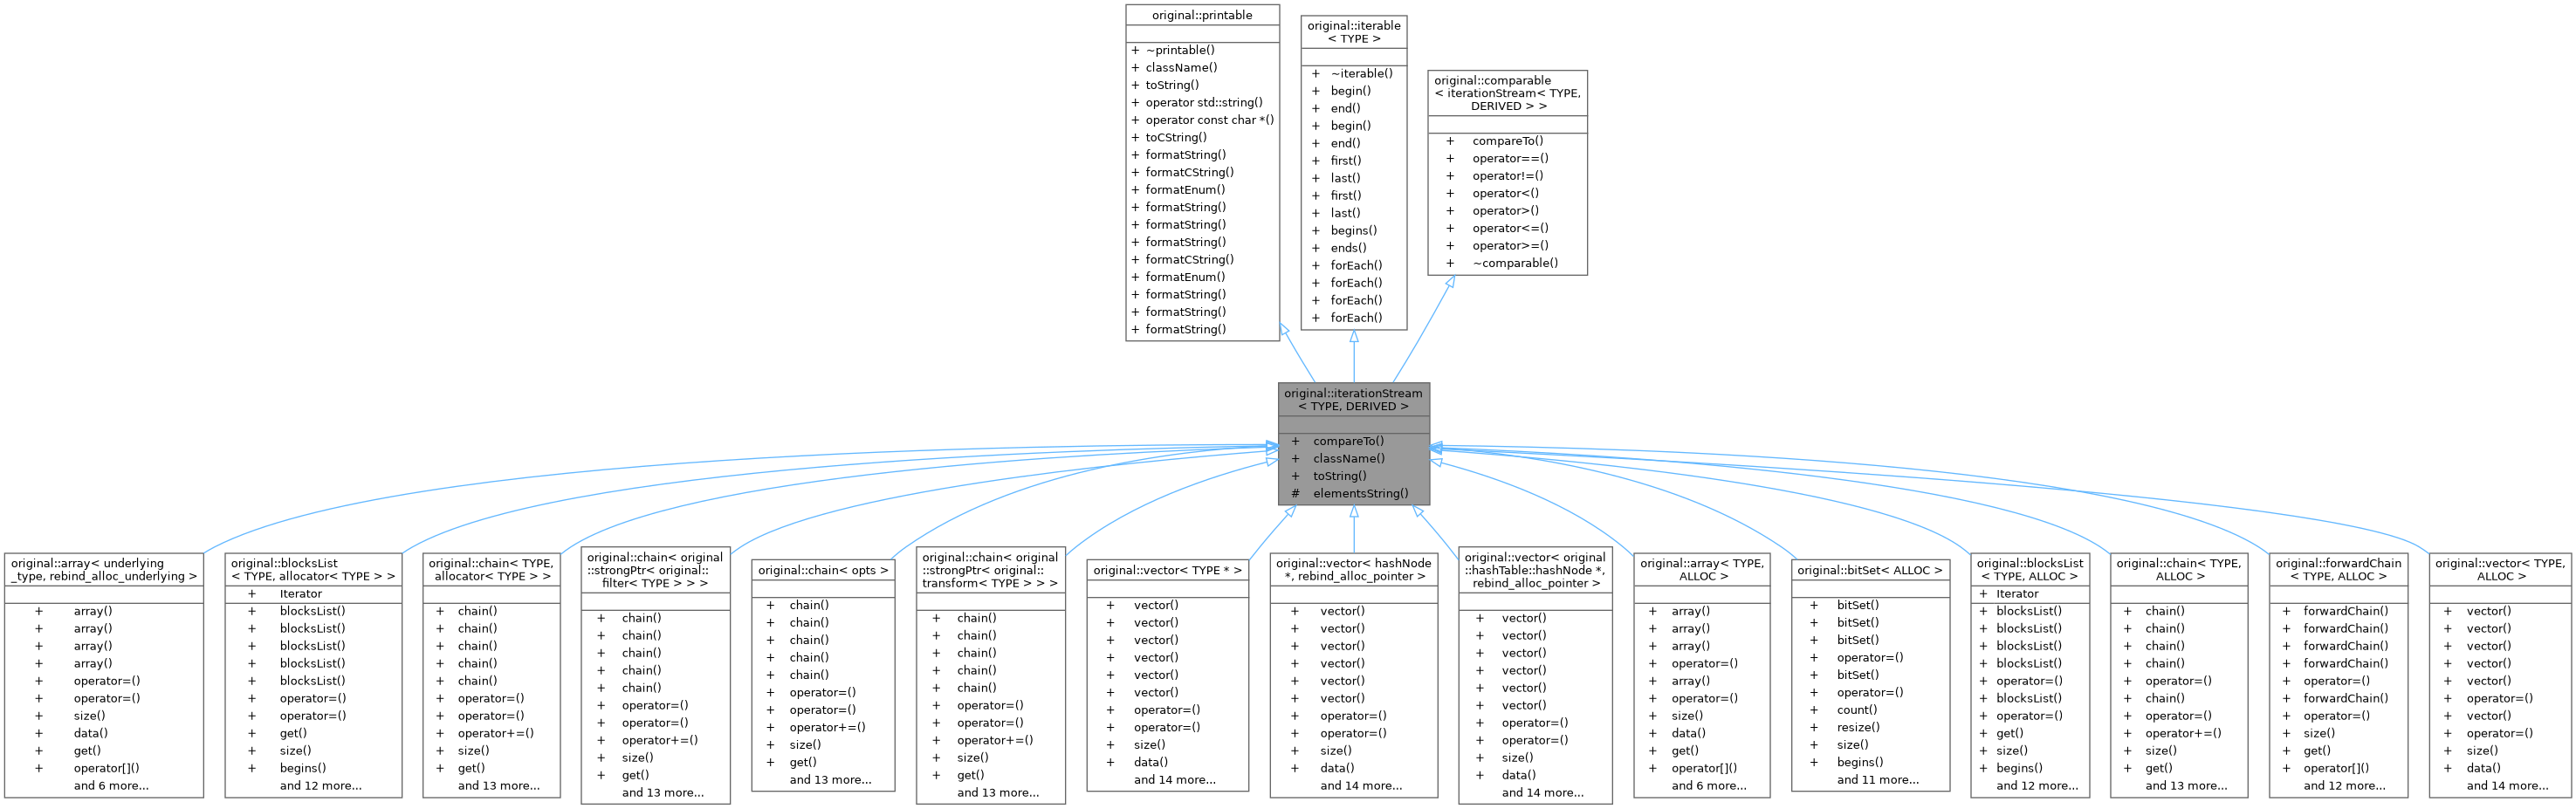 original::printable
+ ~printable()
+ className()
+ toString()
+ operator std::string()
+ operator const char *()
+ toCString()
+ formatString()
+ formatCString()
+ formatEnum()
+ formatString()
+ formatString()
+ formatString()
+ formatCString()
+ formatEnum()
+ formatString()
+ formatString()
+ formatString()
original::iterable
< TYPE >
+ ~iterable()
+ begin()
+ end()
+ begin()
+ end()
+ first()
+ last()
+ first()
+ last()
+ begins()
+ ends()
+ forEach()
+ forEach()
+ forEach()
+ forEach()
original::comparable
< iterationStream< TYPE,
DERIVED > >
+ compareTo()
+ operator==()
+ operator!=()
+ operator<()
+ operator>()
+ operator<=()
+ operator>=()
+ ~comparable()
original::iterationStream
< TYPE, DERIVED >
+ compareTo()
+ className()
+ toString()
# elementsString()
original::array< underlying
_type, rebind_alloc_underlying >
+ array()
+ array()
+ array()
+ array()
+ operator=()
+ operator=()
+ size()
+ data()
+ get()
+ operator[]()
and 6 more...
original::blocksList
< TYPE, allocator< TYPE > >
+ Iterator
+ blocksList()
+ blocksList()
+ blocksList()
+ blocksList()
+ blocksList()
+ operator=()
+ operator=()
+ get()
+ size()
+ begins()
and 12 more...
original::chain< TYPE,
allocator< TYPE > >
+ chain()
+ chain()
+ chain()
+ chain()
+ chain()
+ operator=()
+ operator=()
+ operator+=()
+ size()
+ get()
and 13 more...
original::chain< original
::strongPtr< original::
filter< TYPE > > >
+ chain()
+ chain()
+ chain()
+ chain()
+ chain()
+ operator=()
+ operator=()
+ operator+=()
+ size()
+ get()
and 13 more...
original::chain< opts >
+ chain()
+ chain()
+ chain()
+ chain()
+ chain()
+ operator=()
+ operator=()
+ operator+=()
+ size()
+ get()
and 13 more...
original::chain< original
::strongPtr< original::
transform< TYPE > > >
+ chain()
+ chain()
+ chain()
+ chain()
+ chain()
+ operator=()
+ operator=()
+ operator+=()
+ size()
+ get()
and 13 more...
original::vector< TYPE * >
+ vector()
+ vector()
+ vector()
+ vector()
+ vector()
+ vector()
+ operator=()
+ operator=()
+ size()
+ data()
and 14 more...
original::vector< hashNode
*, rebind_alloc_pointer >
+ vector()
+ vector()
+ vector()
+ vector()
+ vector()
+ vector()
+ operator=()
+ operator=()
+ size()
+ data()
and 14 more...
original::vector< original
::hashTable::hashNode *,
rebind_alloc_pointer >
+ vector()
+ vector()
+ vector()
+ vector()
+ vector()
+ vector()
+ operator=()
+ operator=()
+ size()
+ data()
and 14 more...
original::array< TYPE,
ALLOC >
+ array()
+ array()
+ array()
+ operator=()
+ array()
+ operator=()
+ size()
+ data()
+ get()
+ operator[]()
and 6 more...
original::bitSet< ALLOC >
+ bitSet()
+ bitSet()
+ bitSet()
+ operator=()
+ bitSet()
+ operator=()
+ count()
+ resize()
+ size()
+ begins()
and 11 more...
original::blocksList
< TYPE, ALLOC >
+ Iterator
+ blocksList()
+ blocksList()
+ blocksList()
+ blocksList()
+ operator=()
+ blocksList()
+ operator=()
+ get()
+ size()
+ begins()
and 12 more...
original::chain< TYPE,
ALLOC >
+ chain()
+ chain()
+ chain()
+ chain()
+ operator=()
+ chain()
+ operator=()
+ operator+=()
+ size()
+ get()
and 13 more...
original::forwardChain
< TYPE, ALLOC >
+ forwardChain()
+ forwardChain()
+ forwardChain()
+ forwardChain()
+ operator=()
+ forwardChain()
+ operator=()
+ size()
+ get()
+ operator[]()
and 12 more...
original::vector< TYPE,
ALLOC >
+ vector()
+ vector()
+ vector()
+ vector()
+ vector()
+ operator=()
+ vector()
+ operator=()
+ size()
+ data()
and 14 more...